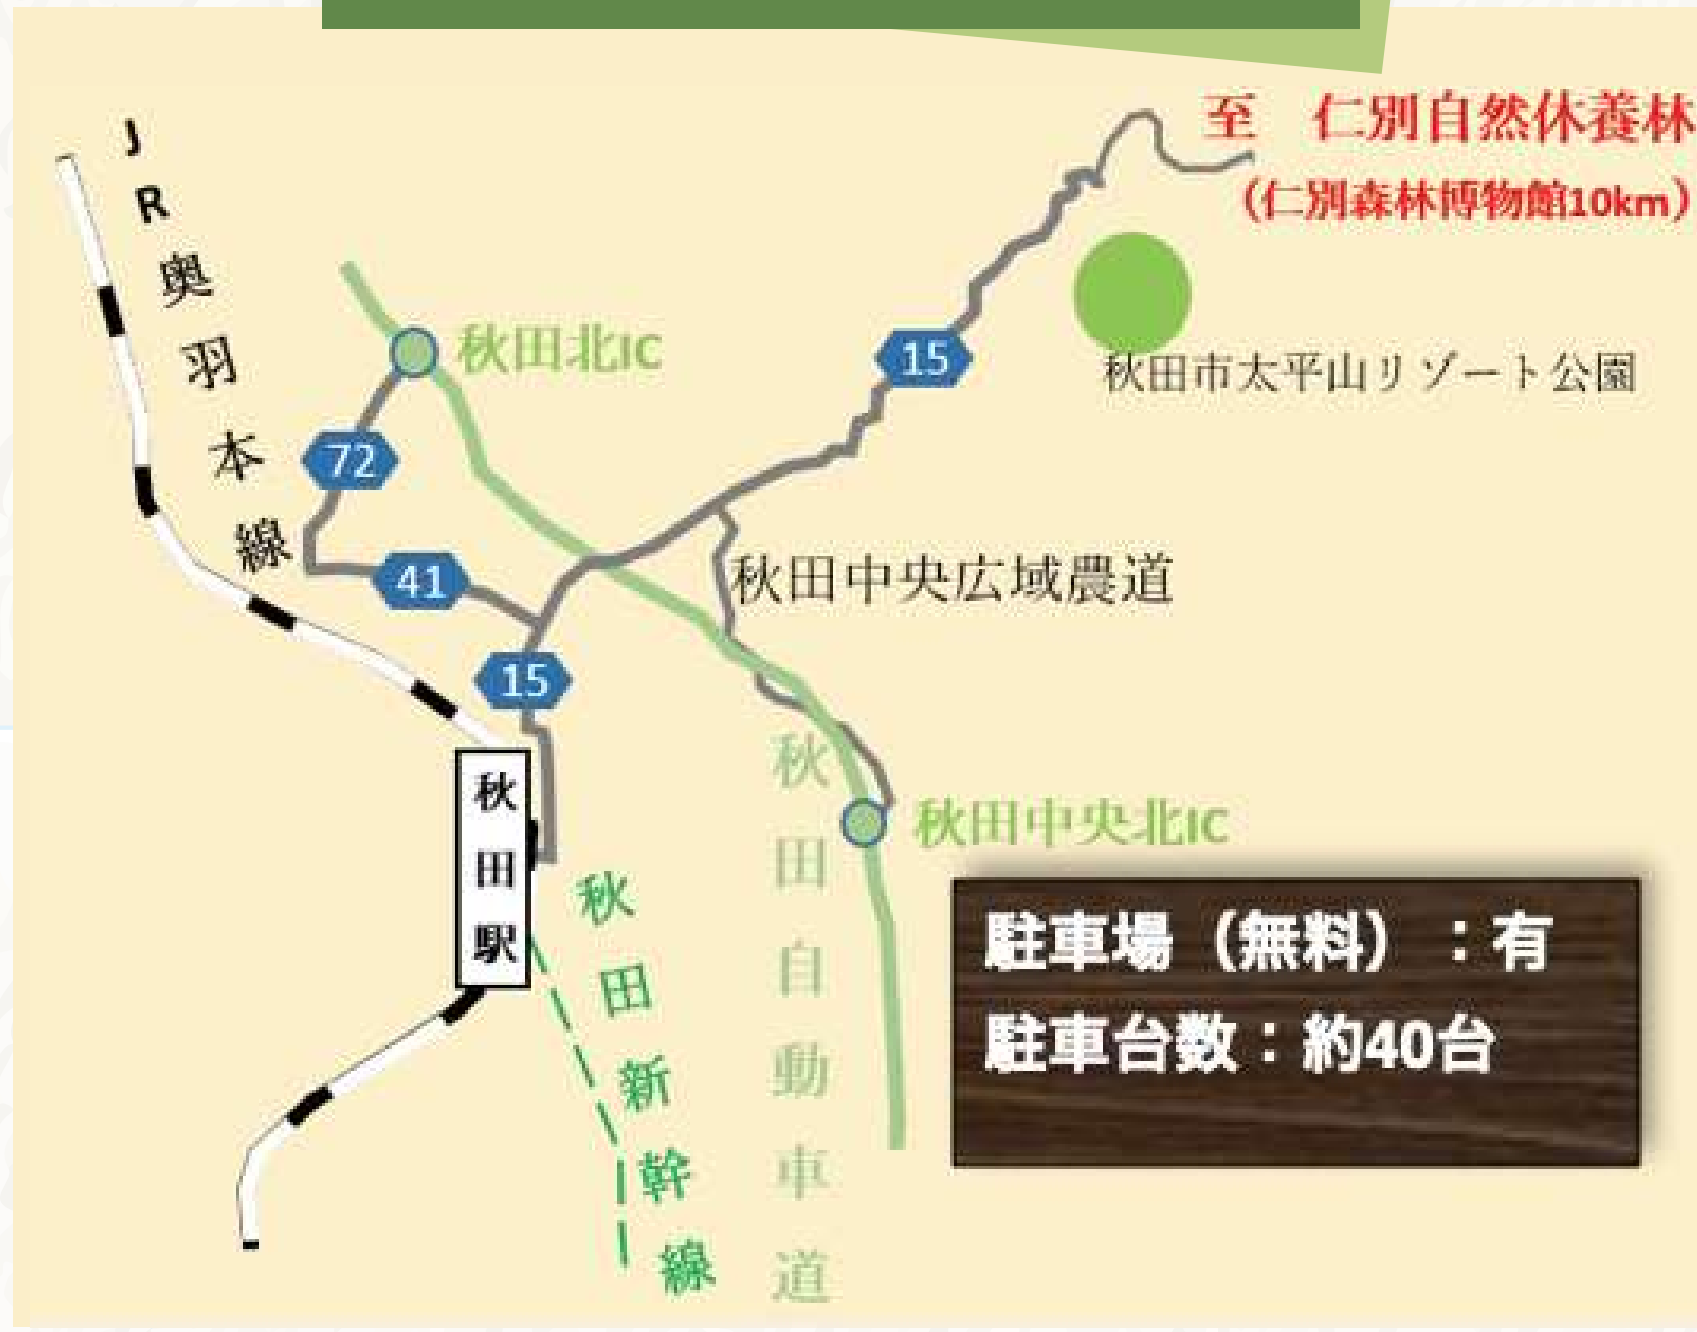 至　仁別自然休養林
（仁別森林博物館10km）
JR奥羽本線
秋田北IC
15
秋田市太平山リゾート公園
72
41
秋田中央広域農道
15
秋田駅
秋田自動車道
秋田中央北IC
秋田新幹線
駐車場（無料）：有
駐車台数：約40台